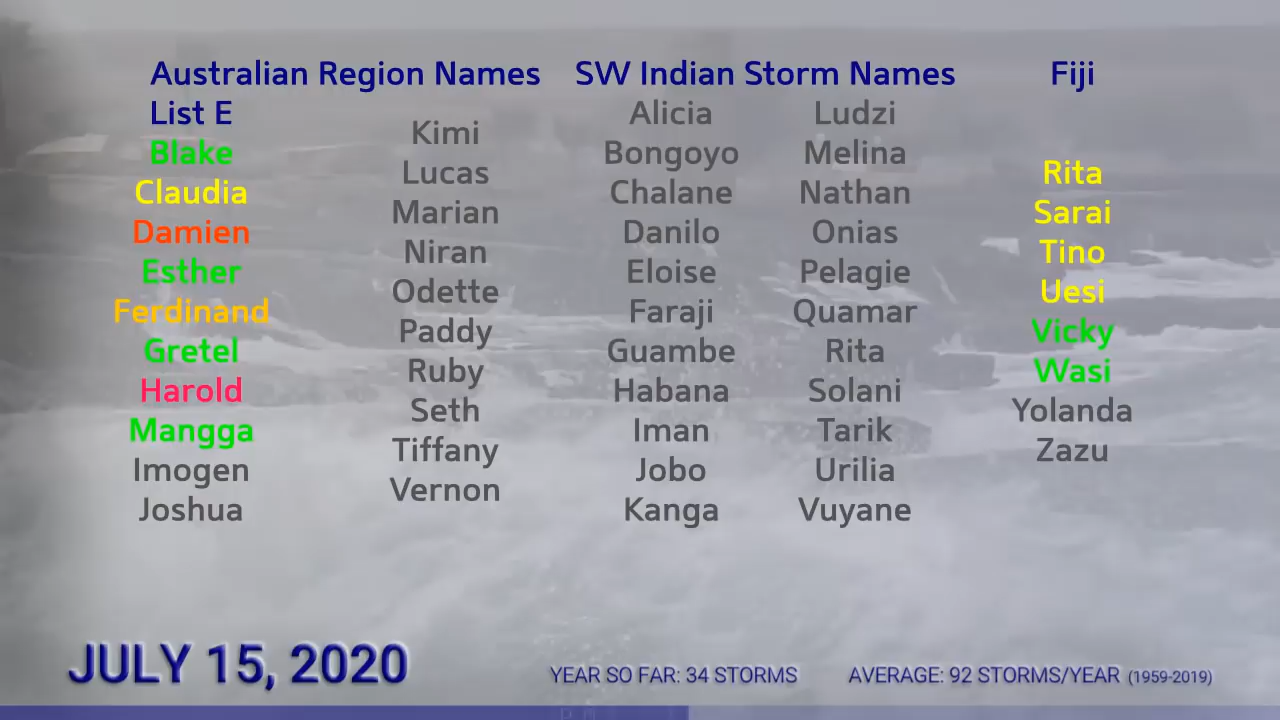 Australian Region Names
List E
Blake
Claudia
Damien
Esther
Ferdinand
Gretel
Harold
Mangga
Imogen
Joshua
Kimi
Lucas
Marian
Niran
Odette
Paddy
Ruby
Seth
Tiffany
Vernon
SW Indian Storm Names
Alicia
Bongoyo
Chalane
Danilo
Eloise
Faraji
Guambe
Habana
Iman
Jobo
Kanga
Ludzi
Melina
Nathan
Onias
Pelagie
Quamar
Rita
Solani
Tarik
Urilia
Vuyane
Fiji
Rita
Sarai
Tino
Uesi
Vicky
Wasi
Yolanda
Zazu
JULY 15, 2020
YEAR SO FAR: 34 STORMS
AVERAGE: 92 STORMS/YEAR (1959-2019)